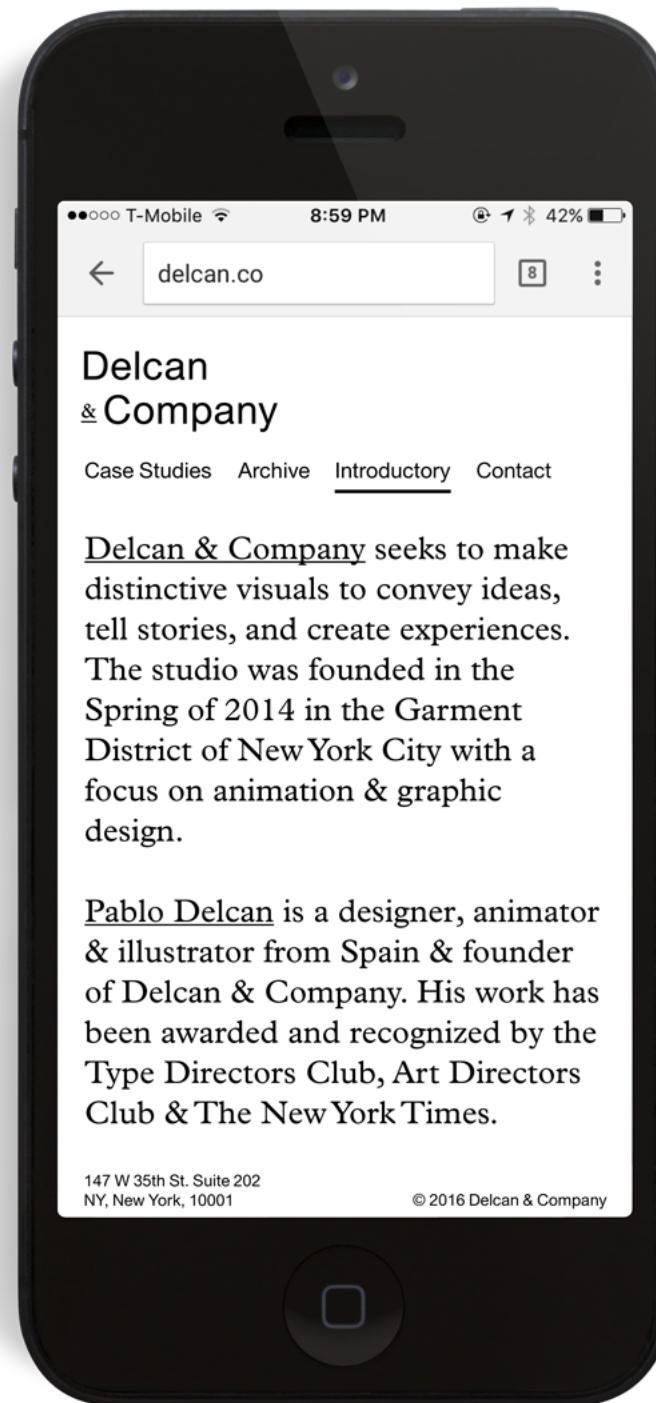 T-Mobile 8:59 PM 42%
delcan.co 8
Delcan
& Company
Case Studies Archive Introductory Contact
Delcan & Company seeks to make
distinctive visuals to convey ideas,
tell stories, and create experiences.
The studio was founded in the
Spring of 2014 in the Garment
District of New York City with a
focus on animation & graphic
design.
Pablo Delcan is a designer, animator
& illustrator from Spain & founder
of Delcan & Company. His work has
been awarded and recognized by the
Type Directors Club, Art Directors
Club & The New York Times.
147 W 35th St. Suite 202
NY, New York, 10001
© 2016 Delcan & Company